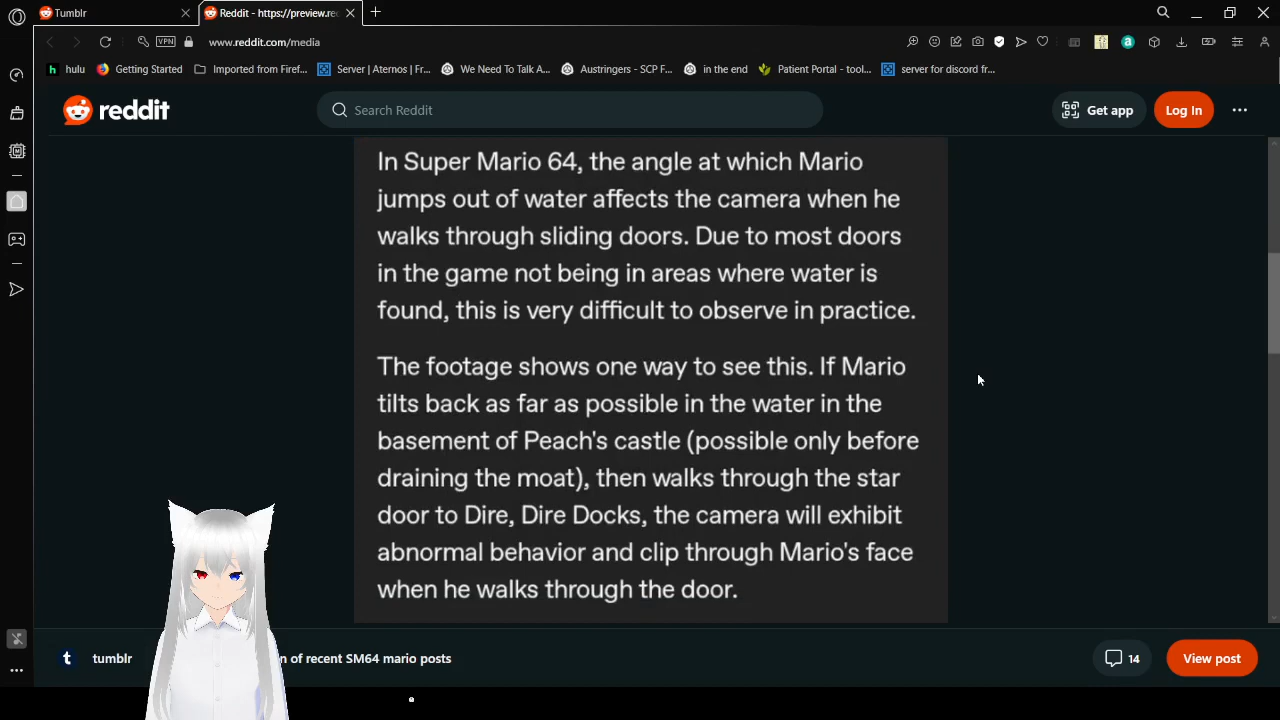 Tumblr
Reddit - https://preview.re
VPN
www.reddit.com/media
hulu
Getting Started
Imported from Firef...
Server | Aternos | Fr...
We Need To Talk A...
Austringers - SCP F...
in the end
Patient Portal - tool...
server for discord fr...
reddit
Search Reddit
Get app
Log In
In Super Mario 64, the angle at which Mario
jumps out of water affects the camera when he
walks through sliding doors. Due to most doors
in the game not being in areas where water is
found, this is very difficult to observe in practice.
The footage shows one way to see this. If Mario
tilts back as far as possible in the water in the
basement of Peach's castle (possible only before
draining the moat), then walks through the star
door to Dire, Dire Docks, the camera will exhibit
abnormal behavior and clip through Mario's face
when he walks through the door.
t tumblr
n of recent SM64 mario posts
14
View post